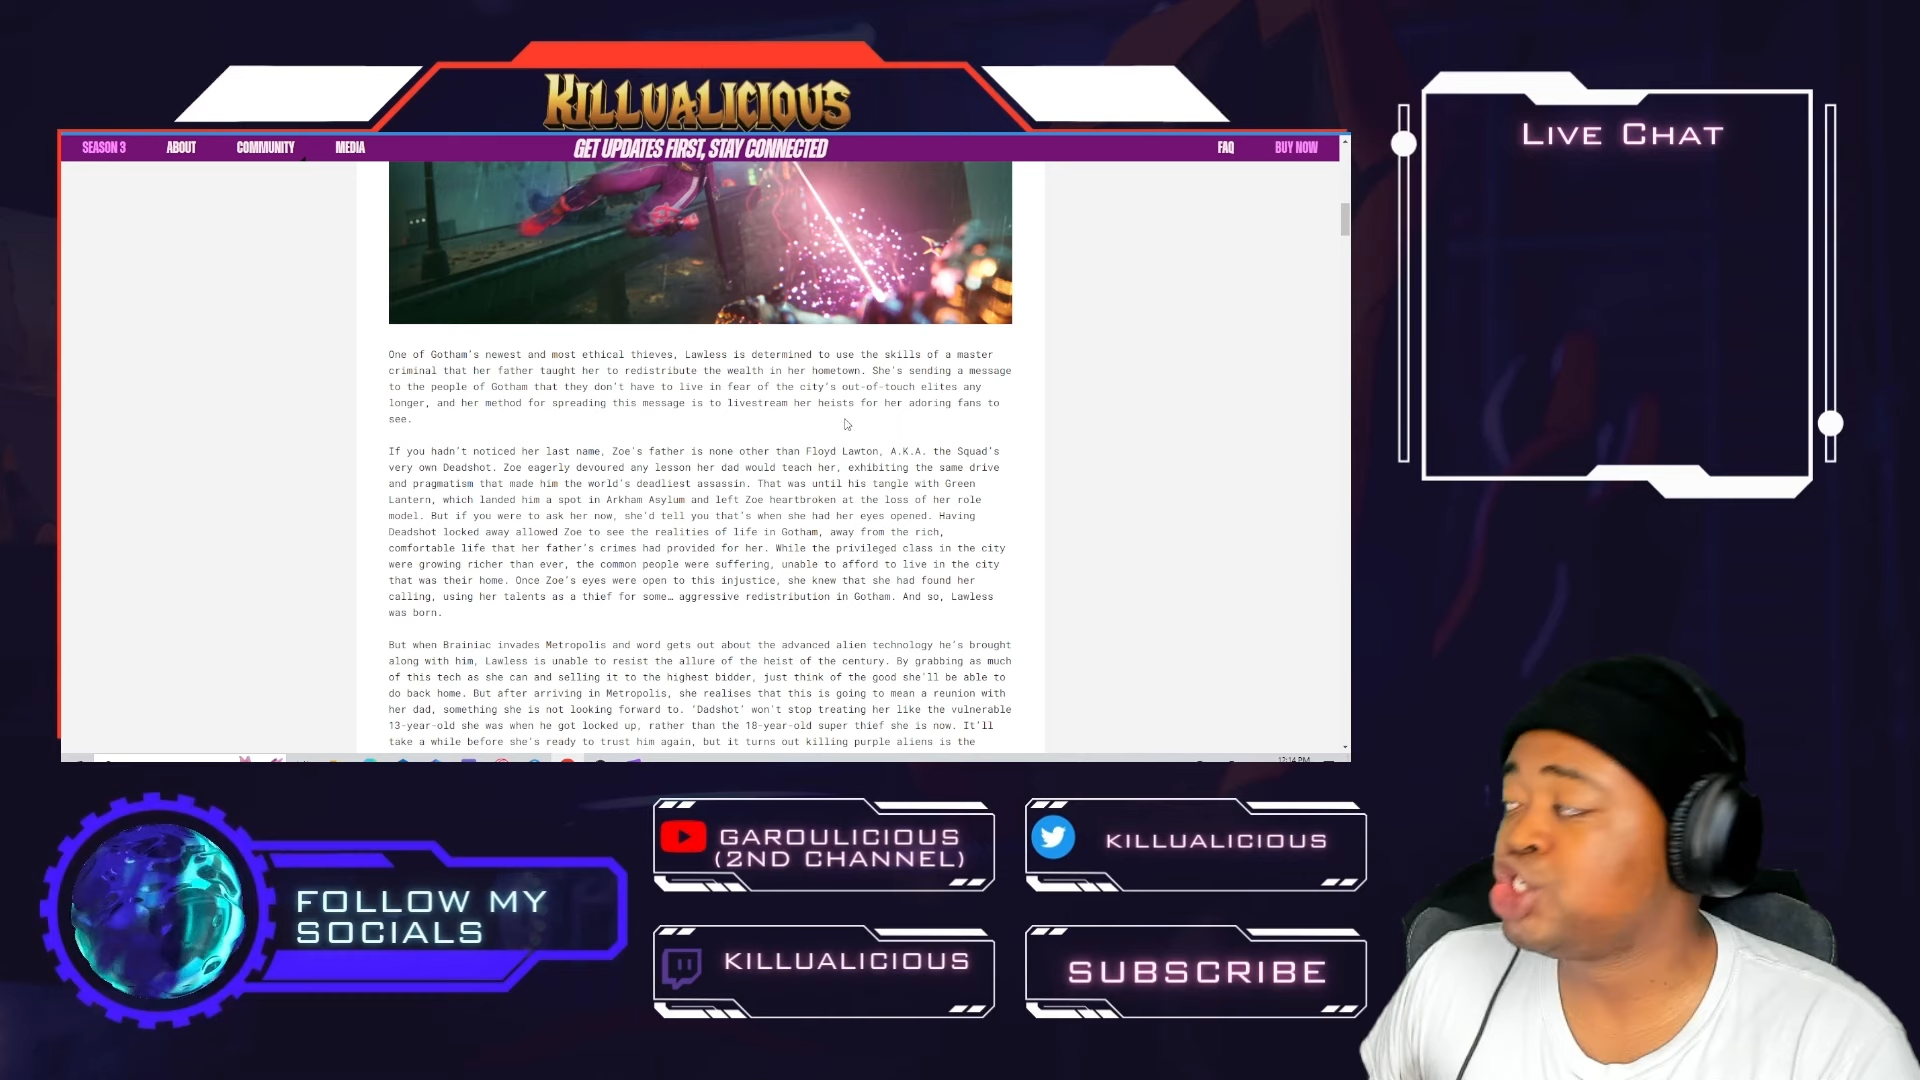 KILLUALICIOUS
SEASON 3 ABOUT COMMUNITY MEDIA GET UPDATES FIRST, STAY CONNECTED FAQ BUY NOW
One of Gotham's newest and most ethical thieves, Lawless is determined to use the skills of a master
criminal that her father taught her to redistribute the wealth in her hometown. She's sending a message
to the people of Gotham that they don't have to live in fear of the city's out-of-touch elites any
longer, and her method for spreading this message is to livestream her heists for her adoring fans to
see.
If you hadn't noticed her last name, Zoe's father is none other than Floyd Lawton, A.K.A. the Squad's
very own Deadshot. Zoe eagerly devoured any lesson her dad would teach her, exhibiting the same drive
and pragmatism that made him the world's deadliest assassin. That was until his tangle with Green
Lantern, which landed him a spot in Arkham Asylum and left Zoe heartbroken at the loss of her role
model. But if you were to ask her now, she'd tell you that's when she had her eyes opened. Having
Deadshot locked away allowed Zoe to see the realities of life in Gotham, away from the rich,
comfortable life that her father's crimes had provided for her. While the privileged class in the city
were growing richer than ever, the common people were suffering, unable to afford to live in the city
that was their home. Once Zoe's eyes were open to this injustice, she knew that she had found her
calling, using her talents as a thief for some… aggressive redistribution in Gotham. And so, Lawless
was born.
But when Brainiac invades Metropolis and word gets out about the advanced alien technology he's brought
along with him, Lawless is unable to resist the allure of the heist of the century. By grabbing as much
of this tech as she can and selling it to the highest bidder, just think of the good she'll be able to
do back home. But after arriving in Metropolis, she realises that this is going to mean a reunion with
her dad, something she is not looking forward to. 'Dadshot' won't stop treating her like the vulnerable
13-year-old she was when he got locked up, rather than the 18-year-old super thief she is now. It'll
take a while before she's ready to trust him again, but it turns out killing purple aliens is the
12:14 PM
LIVE CHAT
FOLLOW MY
SOCIALS
GAROULICIOUS
(2ND CHANNEL)
KILLUALICIOUS
KILLUALICIOUS
SUBSCRIBE